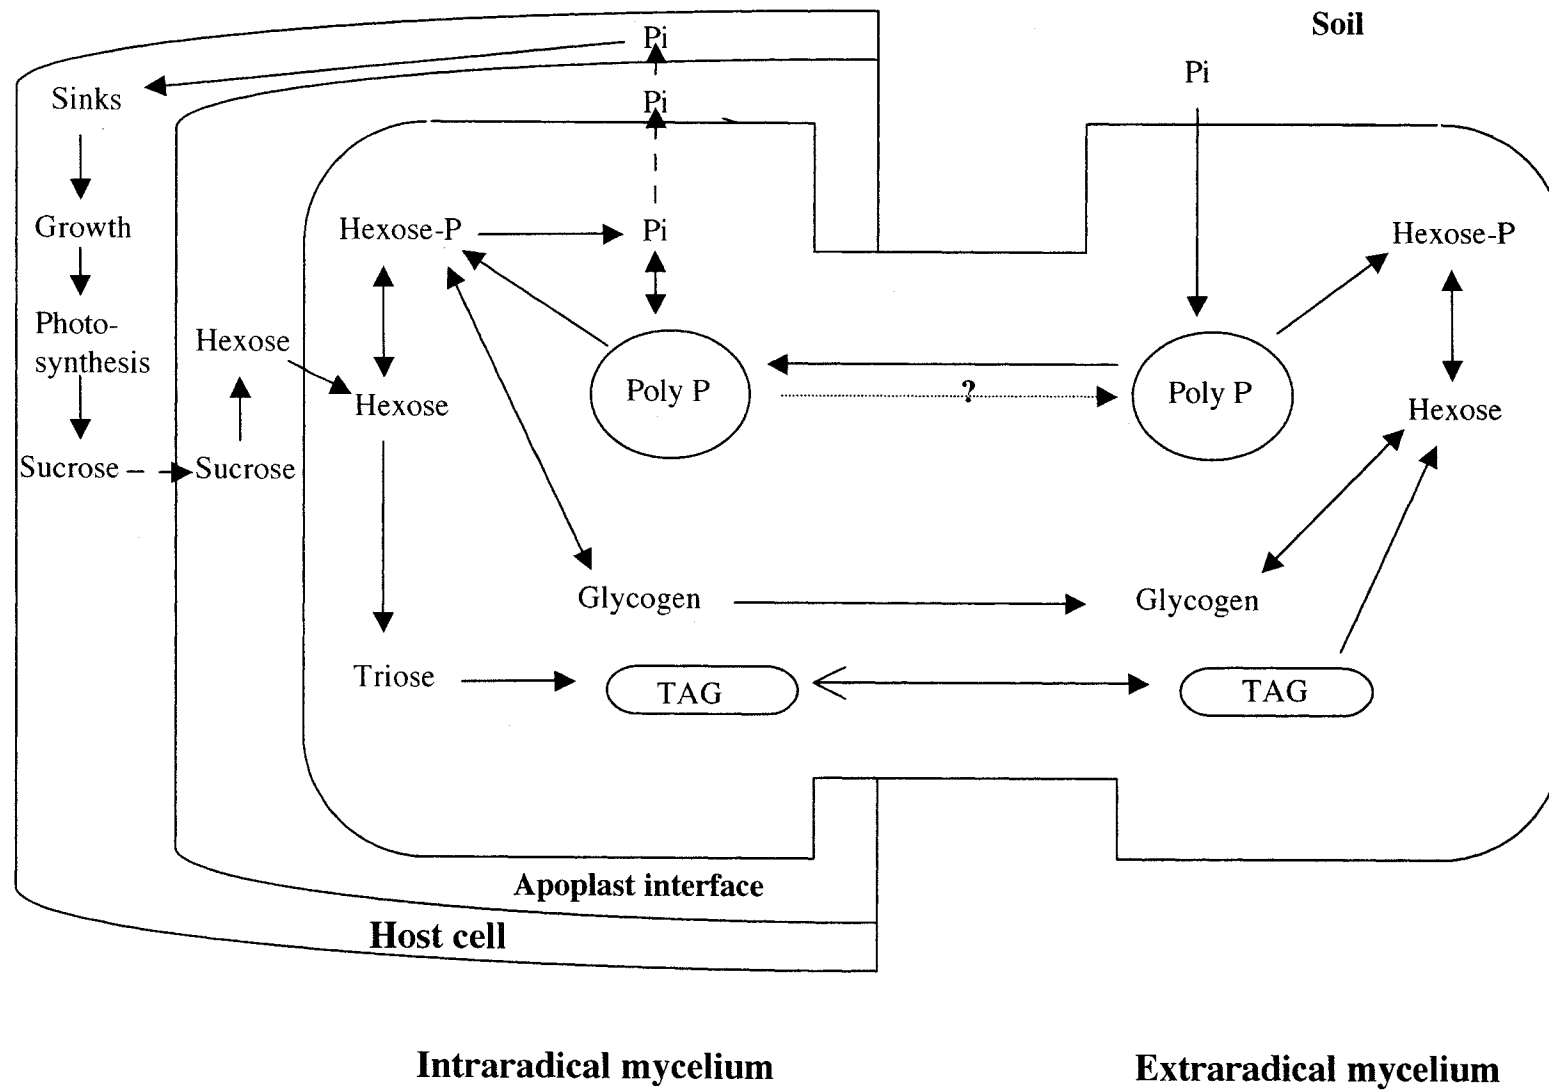 Soil
Pi
Pi
Sinks
Pi
Growth
Hexose-P
Pi
Hexose-P
Photo-
synthesis
Hexose
Poly P
?
Poly P
Hexose
Hexose
Sucrose
Sucrose
Glycogen
Glycogen
Triose
TAG
TAG
Apoplast interface
Host cell
Intraradical mycelium
Extraradical mycelium